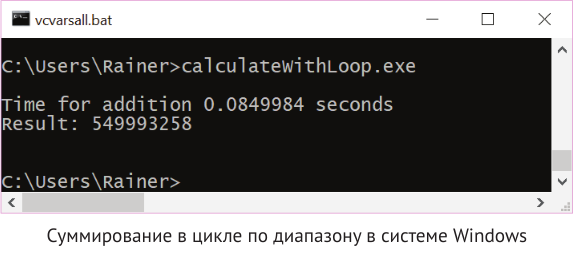 vcvarsall.bat
C:\Users\Rainer>calculateWithLoop.exe
Time for addition 0.0849984 seconds
Result: 549993258
C:\Users\Rainer>
Суммирование в цикле по диапазону в системе Windows